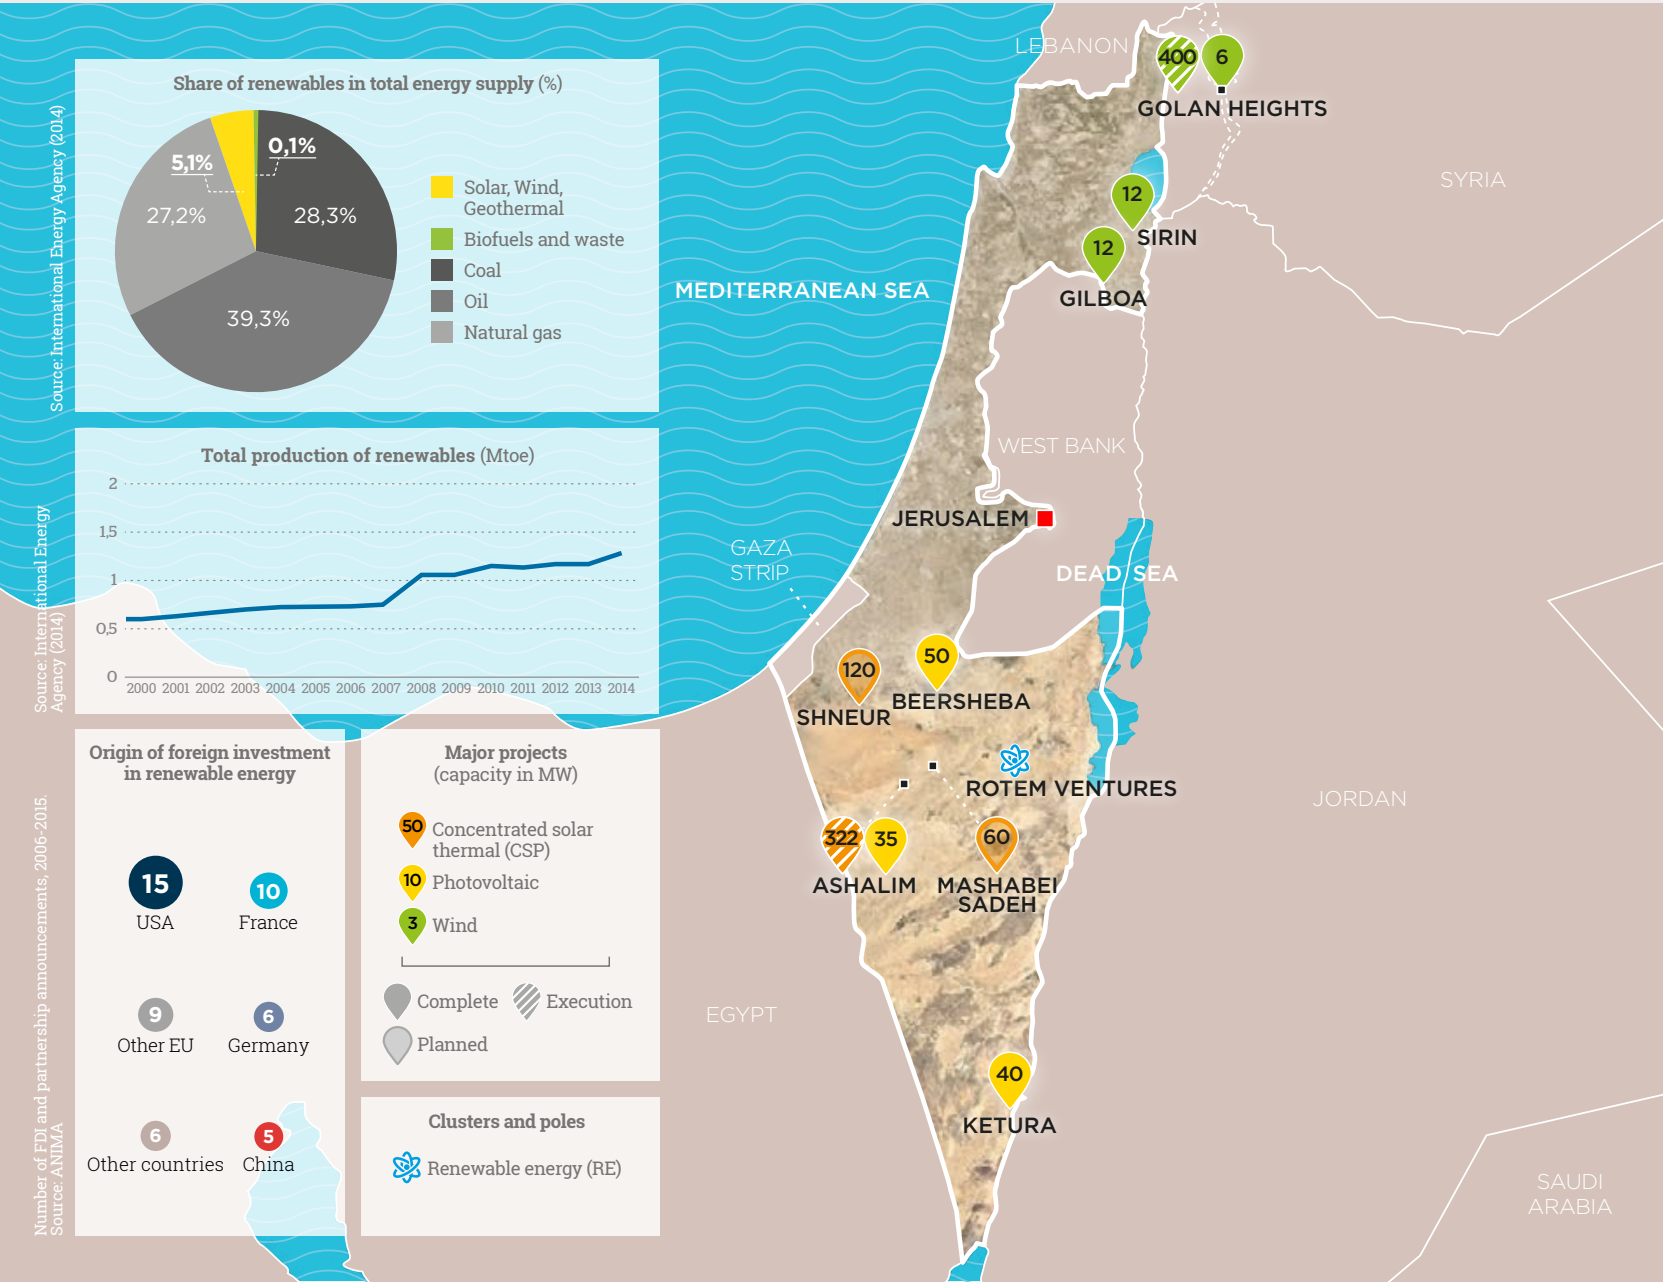 Share of renewables in total energy supply (%)
5,1%
0,1%
27,2%
28,3%
39,3%
Solar, Wind,
Geothermal
Biofuels and waste
Coal
Oil
Natural gas
Source: International Energy Agency (2014)
Total production of renewables (Mtoe)
2
1,5
1
0,5
0
2000 2001 2002 2003 2004 2005 2006 2007 2008 2009 2010 2011 2012 2013 2014
Source: International Energy
Agency (2014)
Origin of foreign investment
in renewable energy
15
USA
10
France
9
Other EU
6
Germany
6
Other countries
5
China
Number of FDI and partnership announcements, 2006-2015.
Source: ANIMA
Major projects
(capacity in MW)
50
Concentrated solar
thermal (CSP)
10
Photovoltaic
3
Wind
Complete
Execution
Planned
Clusters and poles
Renewable energy (RE)
LEBANON
400
6
GOLAN HEIGHTS
SYRIA
12
SIRIN
12
GILBOA
MEDITERRANEAN SEA
WEST BANK
JERUSALEM
GAZA
STRIP
DEAD SEA
120
SHNEUR
50
BEERSHEBA
ROTEM VENTURES
JORDAN
322
35
ASHALIM
60
MASHABEI
SADEH
EGYPT
40
KETURA
SAUDI
ARABIA